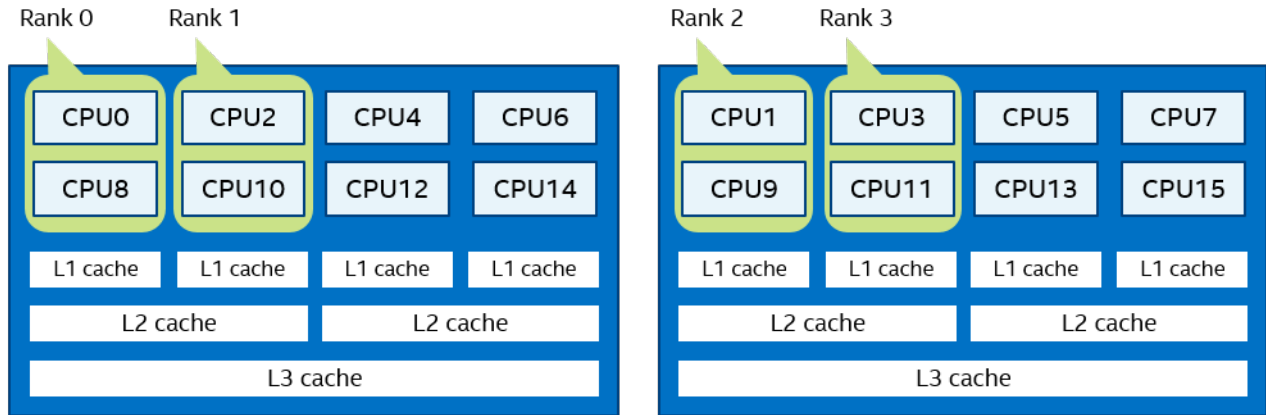 Rank 0 Rank 1 Rank 2 Rank 3
CPU0 CPU2 CPU4 CPU6
CPU8 CPU10 CPU12 CPU14
L1 cache L1 cache L1 cache L1 cache
L2 cache L2 cache
L3 cache
CPU1 CPU3 CPU5 CPU7
CPU9 CPU11 CPU13 CPU15
L1 cache L1 cache L1 cache L1 cache
L2 cache L2 cache
L3 cache